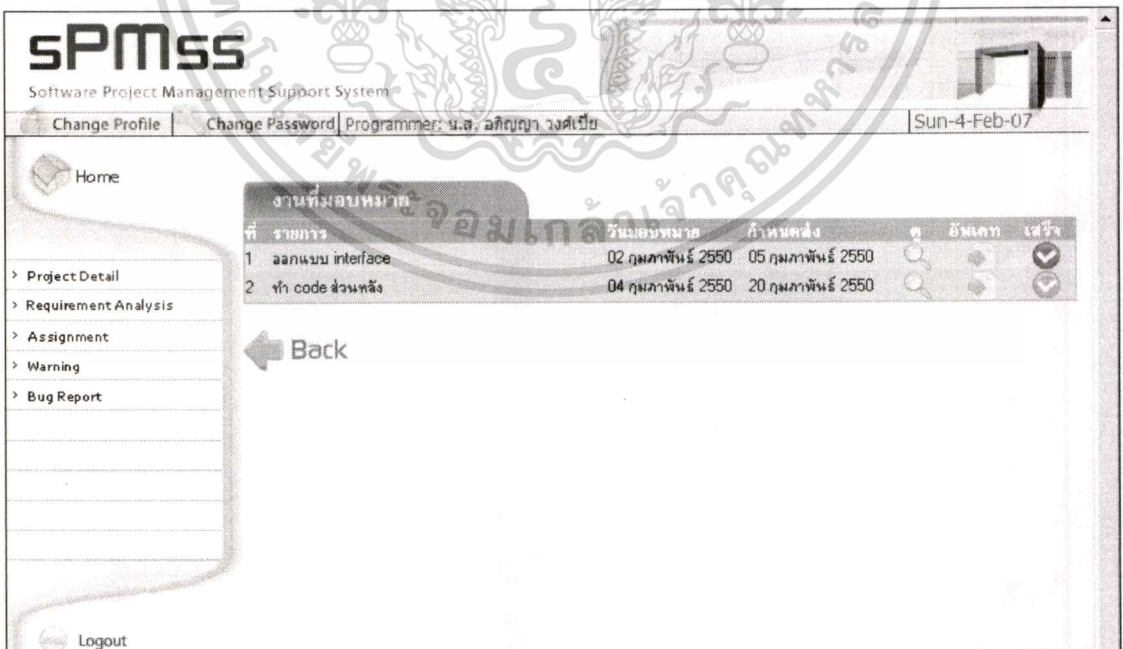 sPMss
Software Project Management Support System
Change Profile Change Password Programmer: น.ส. อภิญญา วงศ์เปี้ย Sun-4-Feb-07
Home
งานที่มอบหมาย
ที่ รายการ วันมอบหมาย กำหนดส่ง ดู อัพเดท เสร็จ
1 ออกแบบ interface 02 กุมภาพันธ์ 2550 05 กุมภาพันธ์ 2550
2 ทำ code ส่วนหลัง 04 กุมภาพันธ์ 2550 20 กุมภาพันธ์ 2550
> Project Detail
> Requirement Analysis
> Assignment
> Warning
> Bug Report
Back
Logout